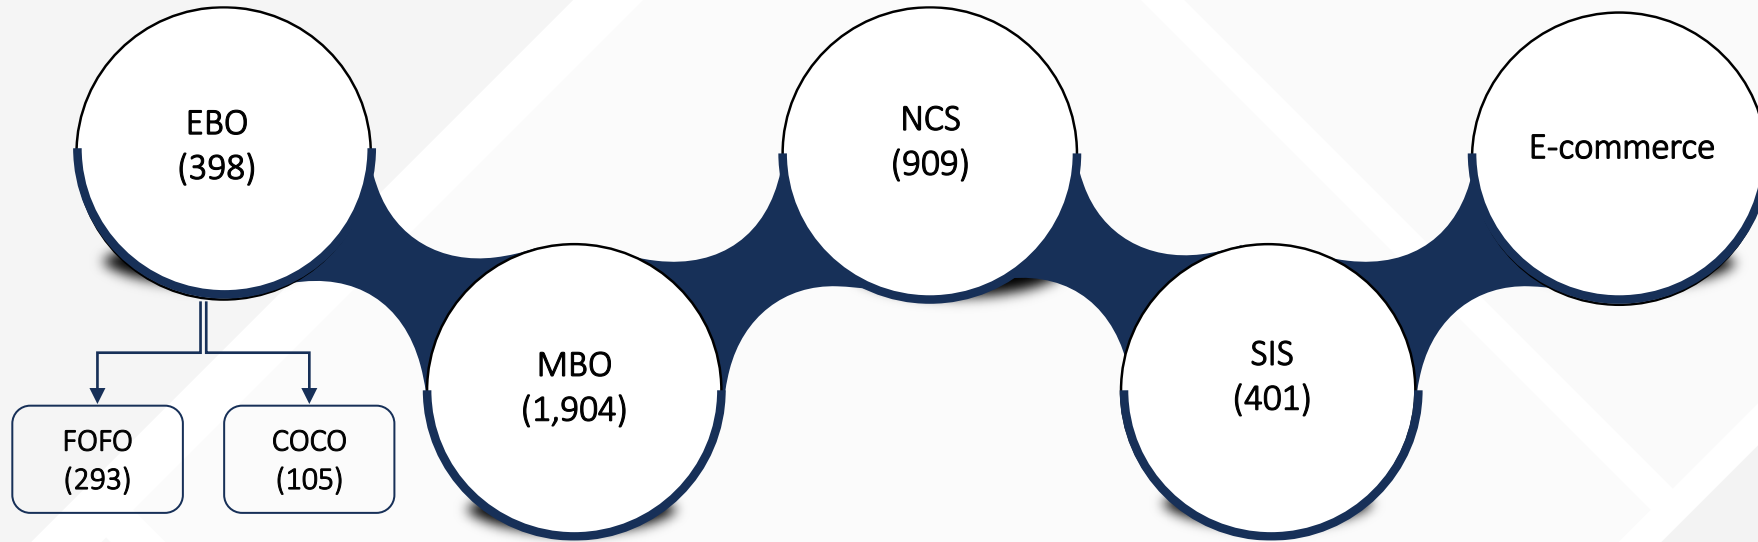 EBO
(398)
NCS
(909)
E-commerce
MBO
(1,904)
SIS
(401)
FOFO
(293)
COCO
(105)